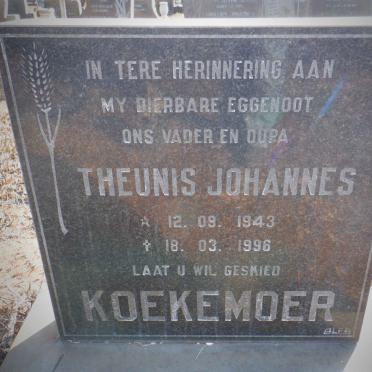 IN TERE HERINNERING AAN
MY DIERBARE EGGENOOT
ONS VADER EN OUPA
THEUNIS JOHANNES
☆ 12. 09. 1943
✝ 18. 03. 1996
LAAT U WIL GESKIED
KOEKEMOER